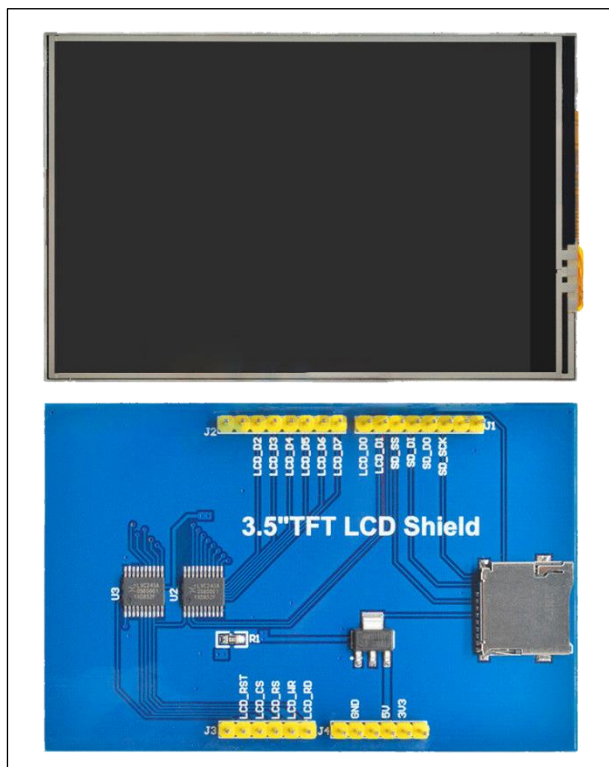 J2
J1
LCD_D2
LCD_D3
LCD_D4
LCD_D5
LCD_D6
LCD_D7
LCD_D0
LCD_D1
SD_SS
SD_DI
SD_DO
SD_SCK
3.5"TFT LCD Shield
U3
U2
R1
LCD_RST
LCD_CS
LCD_RS
LCD_WR
LCD_RD
GND
5V
3V3
J3
J4